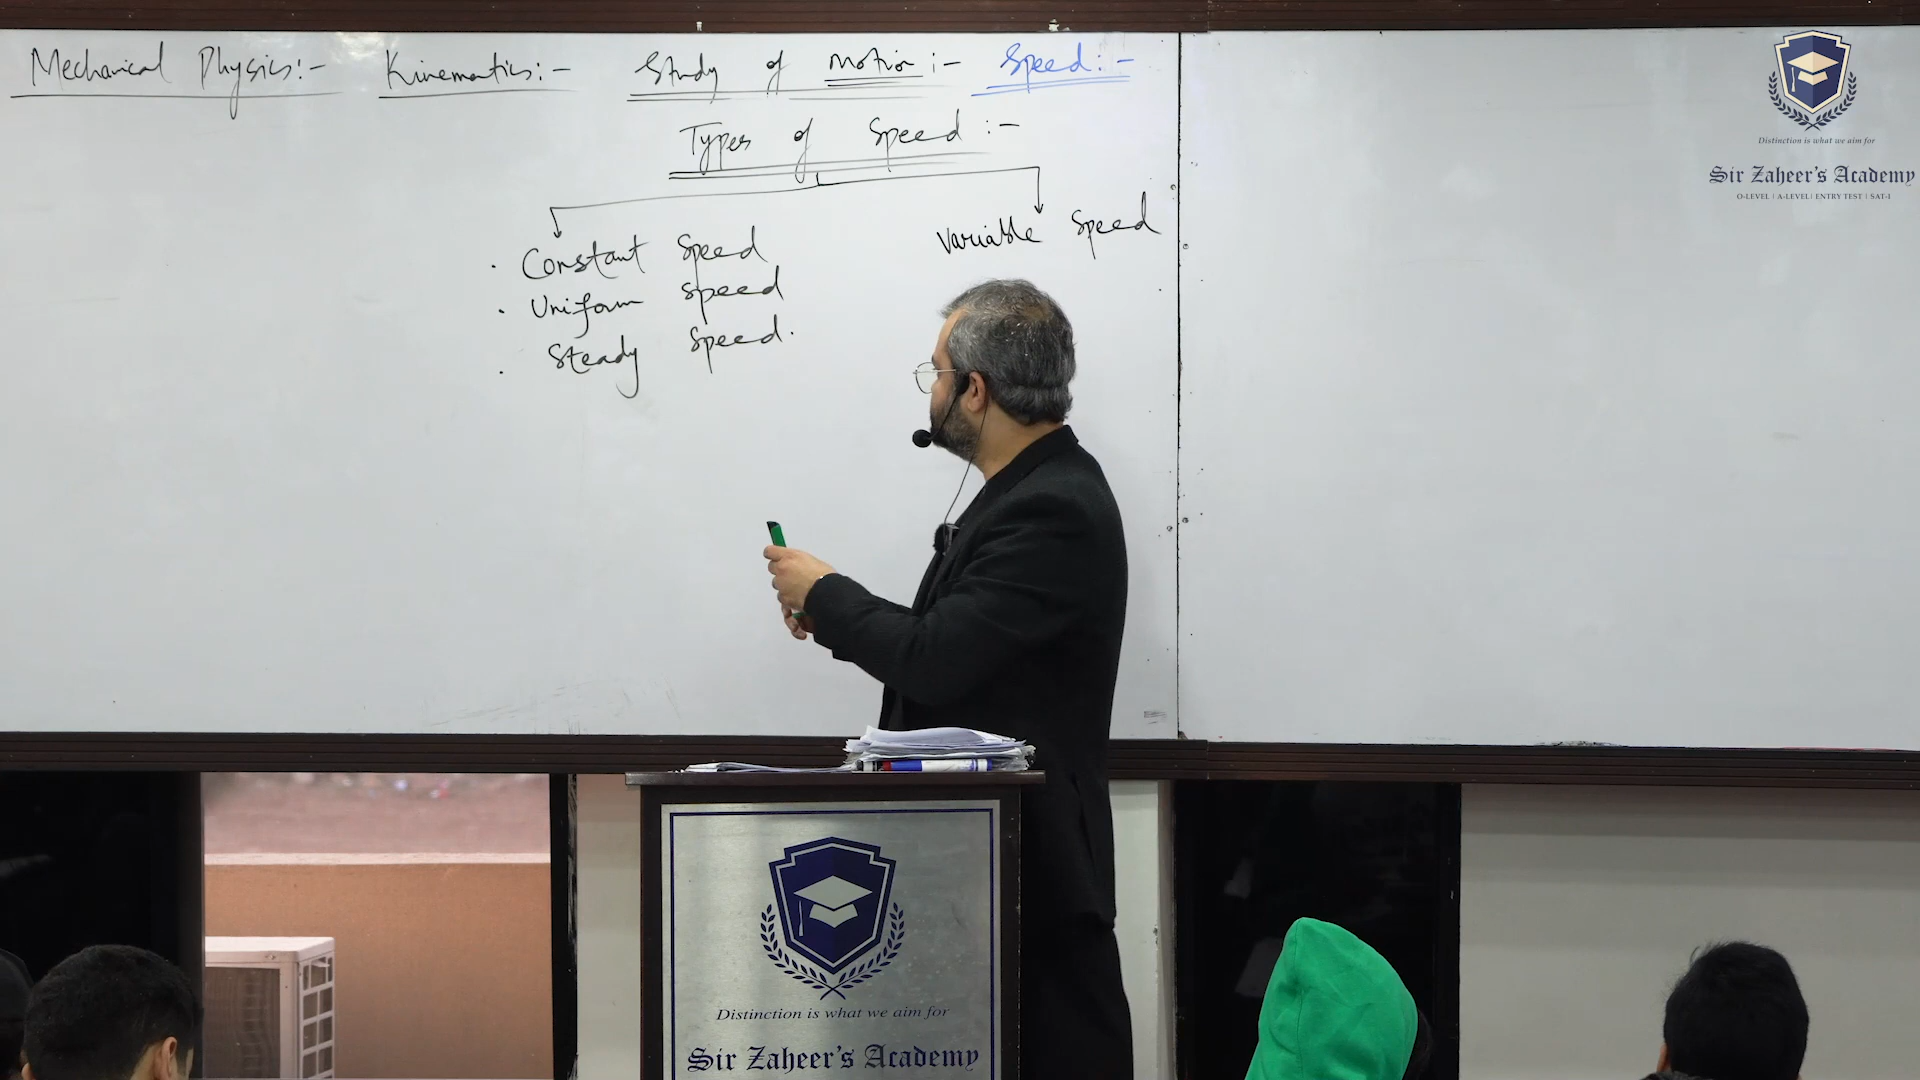 Mechanical Physics:- Kinematics:- Study of Motion:- Speed:-
Types of Speed:-
. Constant Speed
. Uniform Speed
. Steady Speed.
Variable Speed
Distinction is what we aim for
Sir Zaheer's Academy
O-LEVEL | A-LEVEL | ENTRY TEST | SAT-I
Distinction is what we aim for
Sir Zaheer's Academy